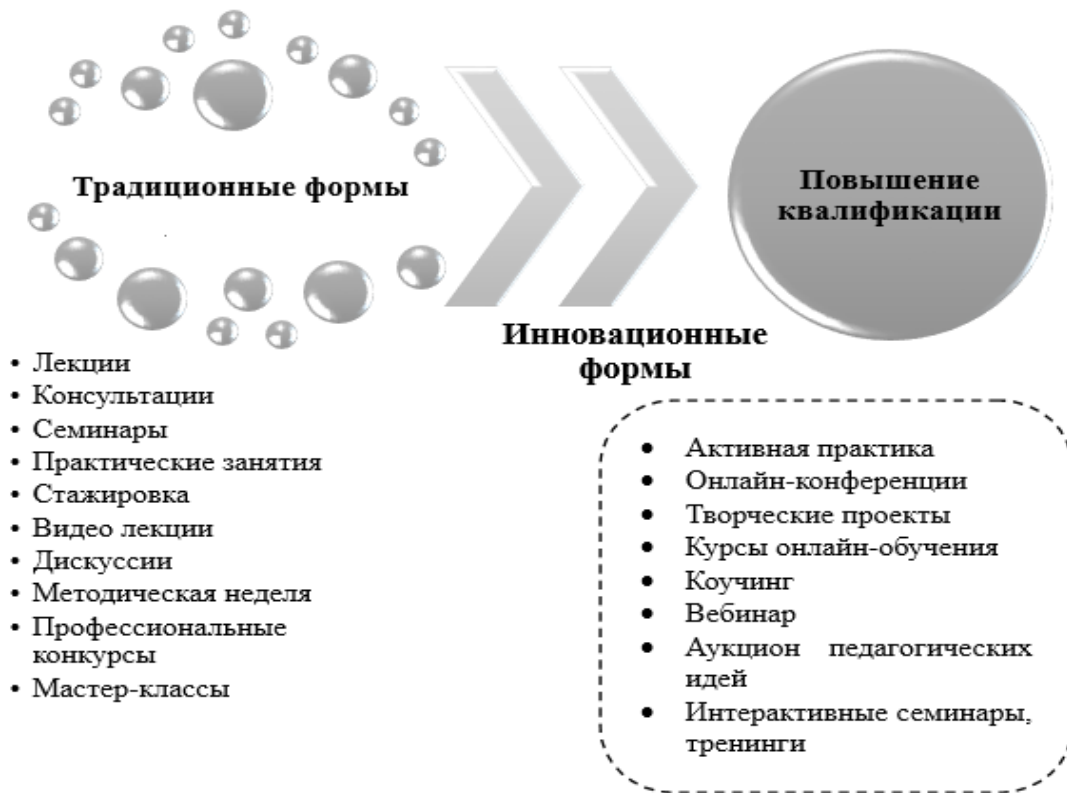 Традиционные формы
Повышение
квалификации
Инновационные
формы
• Лекции
• Консультации
• Семинары
• Практические занятия
• Стажировка
• Видео лекции
• Дискуссии
• Методическая неделя
• Профессиональные
конкурсы
• Мастер-классы
• Активная практика
• Онлайн-конференции
• Творческие проекты
• Курсы онлайн-обучения
• Коучинг
• Вебинар
• Аукцион педагогических
идей
• Интерактивные семинары,
тренинги